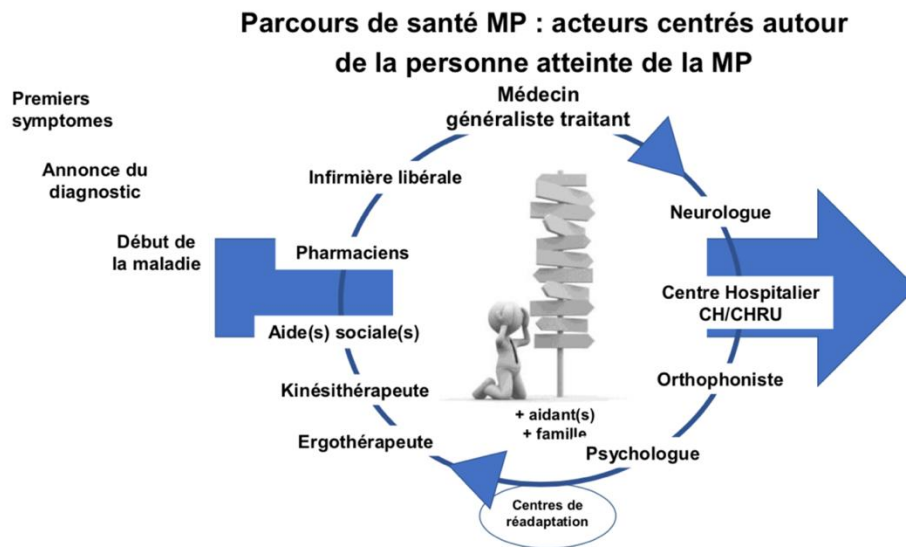 Parcours de santé MP : acteurs centrés autour
de la personne atteinte de la MP
Premiers
symptomes
Annonce du
diagnostic
Début de
la maladie
Médecin
généraliste traitant
Infirmière libérale
Neurologue
Pharmaciens
Centre Hospitalier
CH/CHRU
Aide(s) sociale(s)
Orthophoniste
Kinésithérapeute
+ aidant(s)
+ famille
Ergothérapeute
Psychologue
Centres de
réadaptation